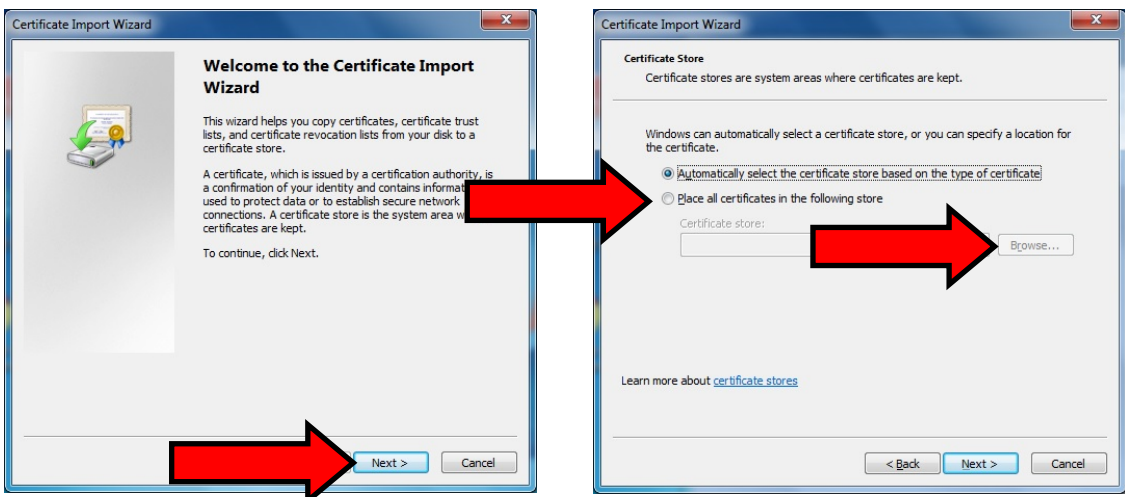 Certificate Import Wizard
Welcome to the Certificate Import
Wizard
This wizard helps you copy certificates, certificate trust
lists, and certificate revocation lists from your disk to a
certificate store.
A certificate, which is issued by a certification authority, is
a confirmation of your identity and contains
used to protect data or to establish secure network
connections. A certificate store is the system area
certificates are kept.
To continue, click Next.
Next >
Cancel
Certificate Import Wizard
Certificate Store
Certificate stores are system areas where certificates are kept.
Windows can automatically select a certificate store, or you can specify a location for
the certificate.
Automatically select the certificate store based on the type of certificate
Place all certificates in the following store
Certificate store:
Browse...
Learn more about certificate stores
< Back
Next >
Cancel